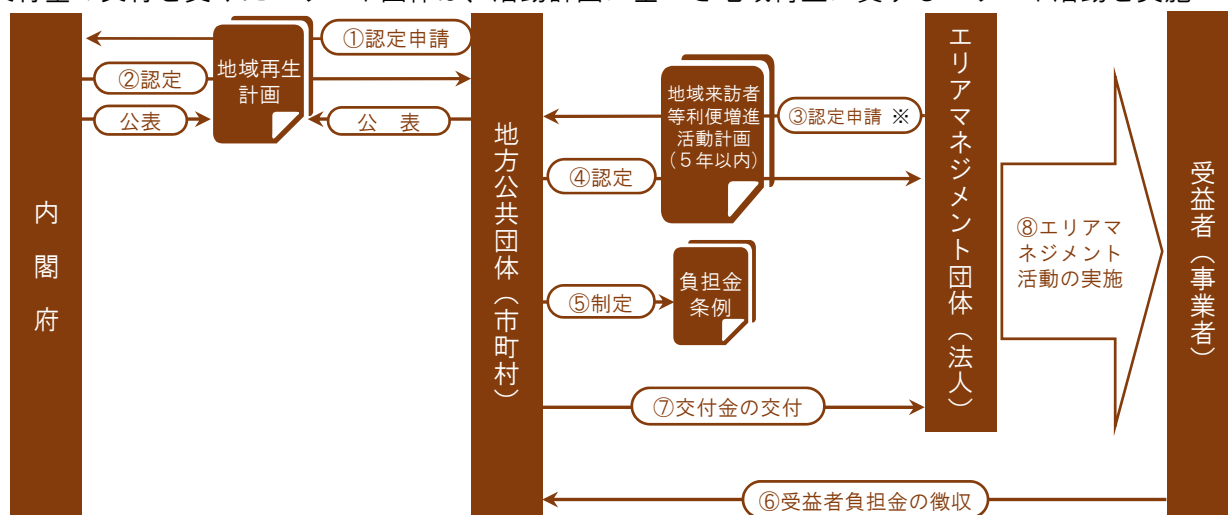 ①認定申請
地域再生
計画
②認定
公表
公　表
内閣府
地方公共団体（市町村）
地域来訪者
等利便増進
活動計画
（５年以内）
③認定申請 ※
④認定
⑤制定
負担金
条例
⑦交付金の交付
⑥受益者負担金の徴収
エリアマネジメント団体（法人）
⑧エリアマ
ネジメント
活動の実施
受益者（事業者）